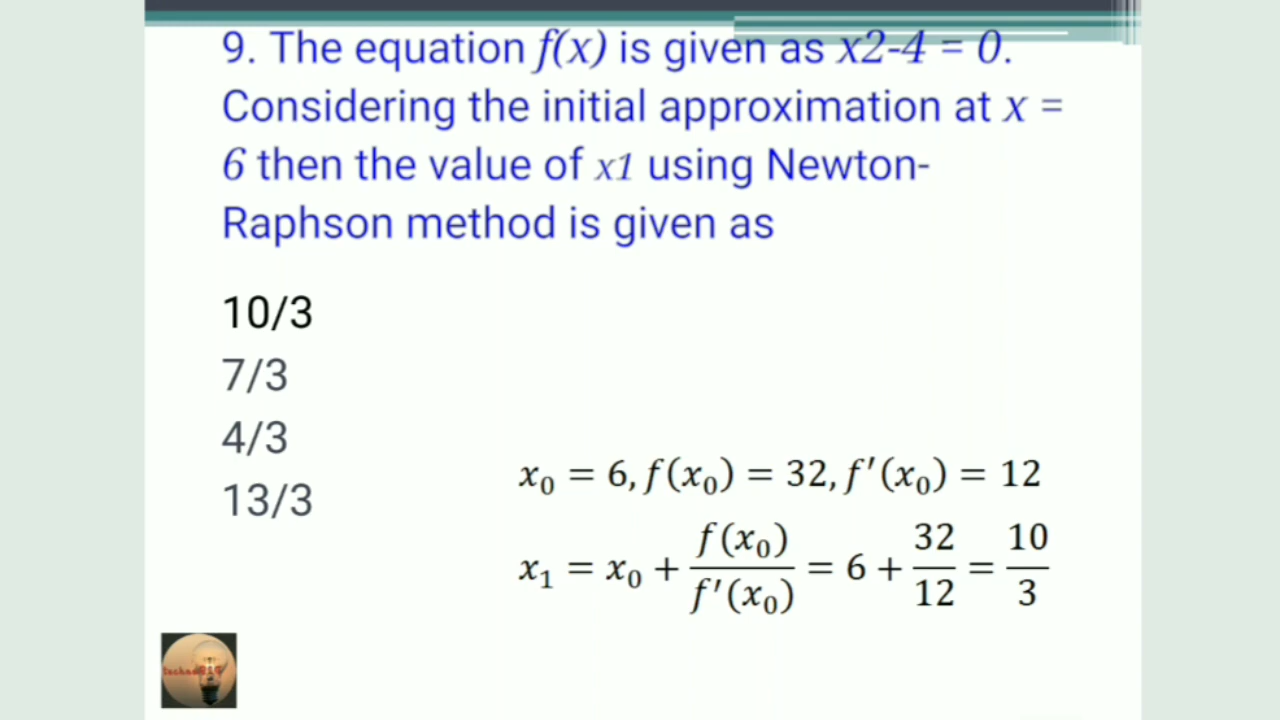 9. The equation f(x) is given as x2-4 = 0.
Considering the initial approximation at x =
6 then the value of x1 using Newton-
Raphson method is given as
10/3
7/3
4/3
13/3
x₀ = 6, f(x₀) = 32, f′(x₀) = 12
x₁ = x₀ + f(x₀)/f′(x₀) = 6 + 32/12 = 10/3